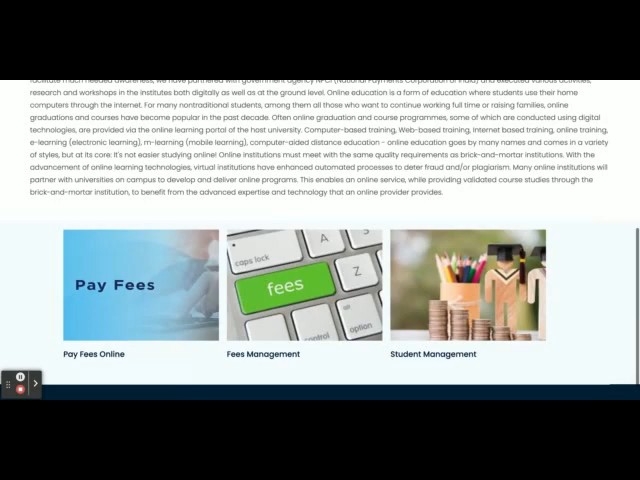 facilitate much needed awareness, we have partnered with government agency NPCI (National Payments Corporation of India) and executed various activities,
research and workshops in the institutes both digitally as well as at the ground level. Online education is a form of education where students use their home
computers through the internet. For many nontraditional students, among them all those who want to continue working full time or raising families, online
graduations and courses have become popular in the past decade. Often online graduation and course programmes, some of which are conducted using digital
technologies, are provided via the online learning portal of the host university. Computer-based training, Web-based training, Internet based training, online training,
e-learning (electronic learning), m-learning (mobile learning), computer-aided distance education - online education goes by many names and comes in a variety
of styles, but at its core: It's not easier studying online! Online institutions must meet with the same quality requirements as brick-and-mortar institutions. With the
advancement of online learning technologies, virtual institutions have enhanced automated processes to deter fraud and/or plagiarism. Many online institutions will
partner with universities on campus to develop and deliver online programs. This enables an online service, while providing validated course studies through the
brick-and-mortar institution, to benefit from the advanced expertise and technology that an online provider provides.
Pay Fees
caps lock
A
S
Z
fees
control
alt
option
Pay Fees Online
Fees Management
Student Management